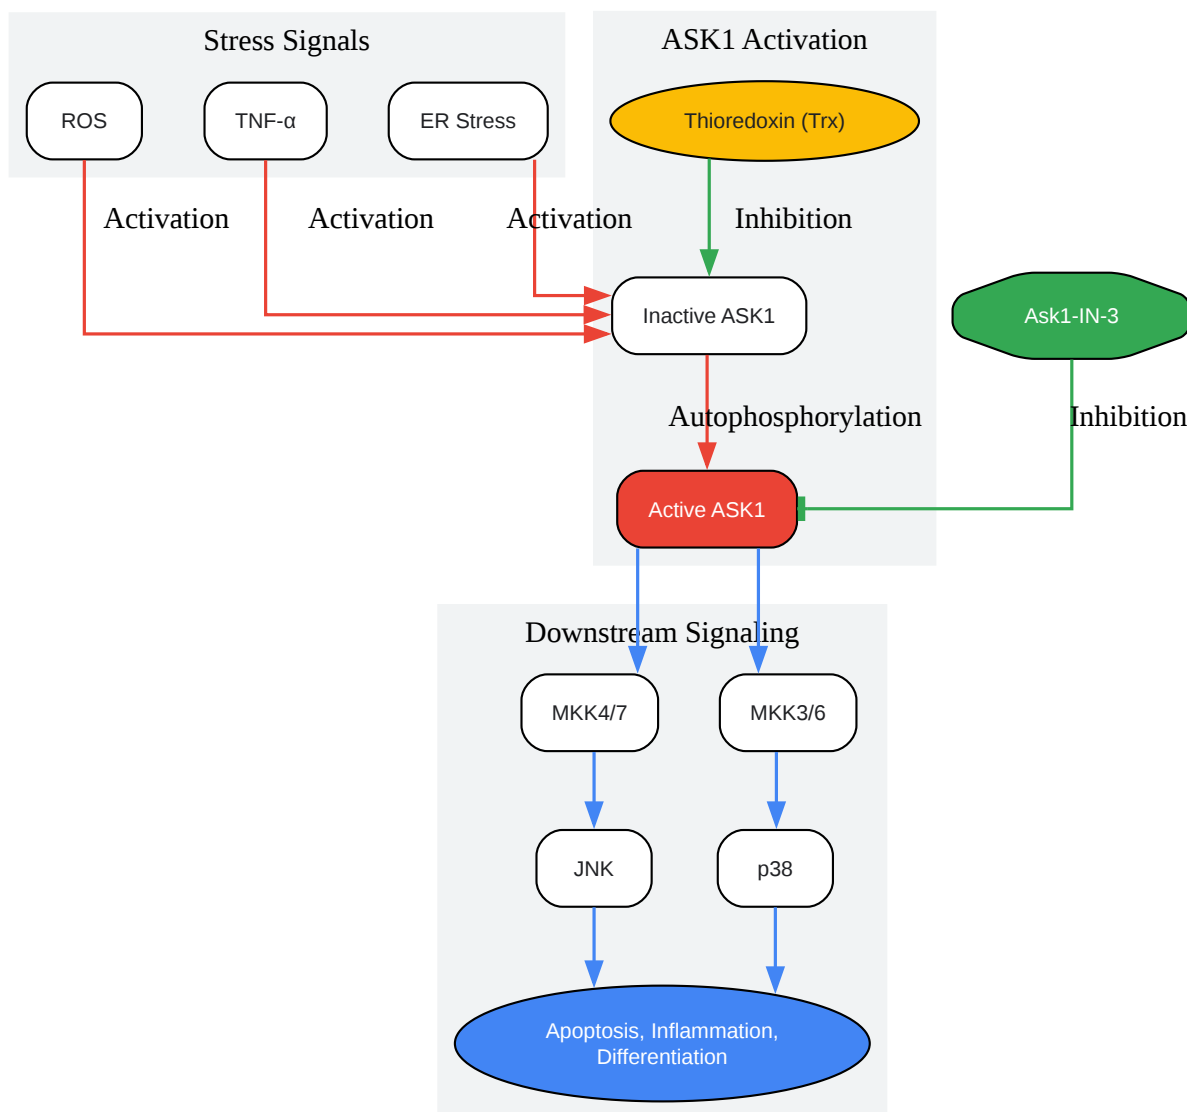 Stress Signals
ASK1 Activation
ROS
TNF-α
ER Stress
Thioredoxin (Trx)
Activation
Activation
Activation
Inhibition
Inactive ASK1
Ask1-IN-3
Autophosphorylation
Inhibition
Active ASK1
Downstream Signaling
MKK4/7
MKK3/6
JNK
p38
Apoptosis, Inflammation,
Differentiation